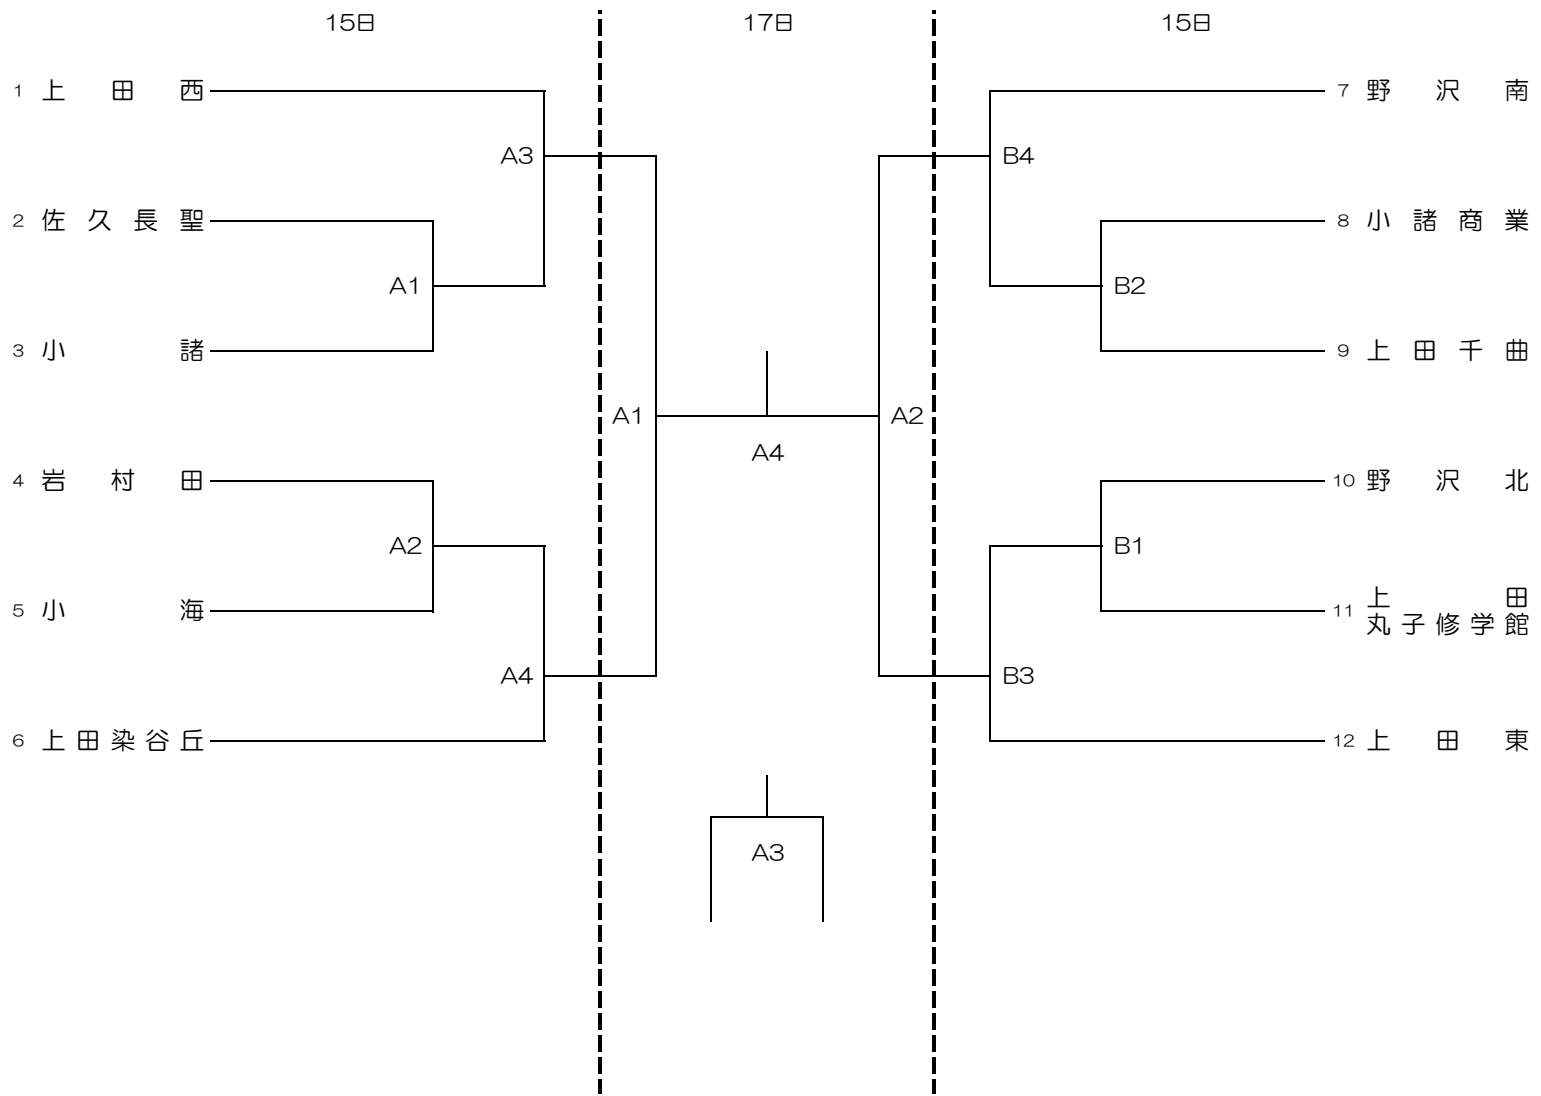 15日 17日 15日
1 上田西
A3
2 佐久長聖
A1
3 小諸
4 岩村田
A2
5 小海
A4
6 上田染谷丘
A1
A4
A2
A3
7 野沢南
B4
8 小諸商業
B2
9 上田千曲
10 野沢北
B1
11 上田
丸子修学館
B3
12 上田東